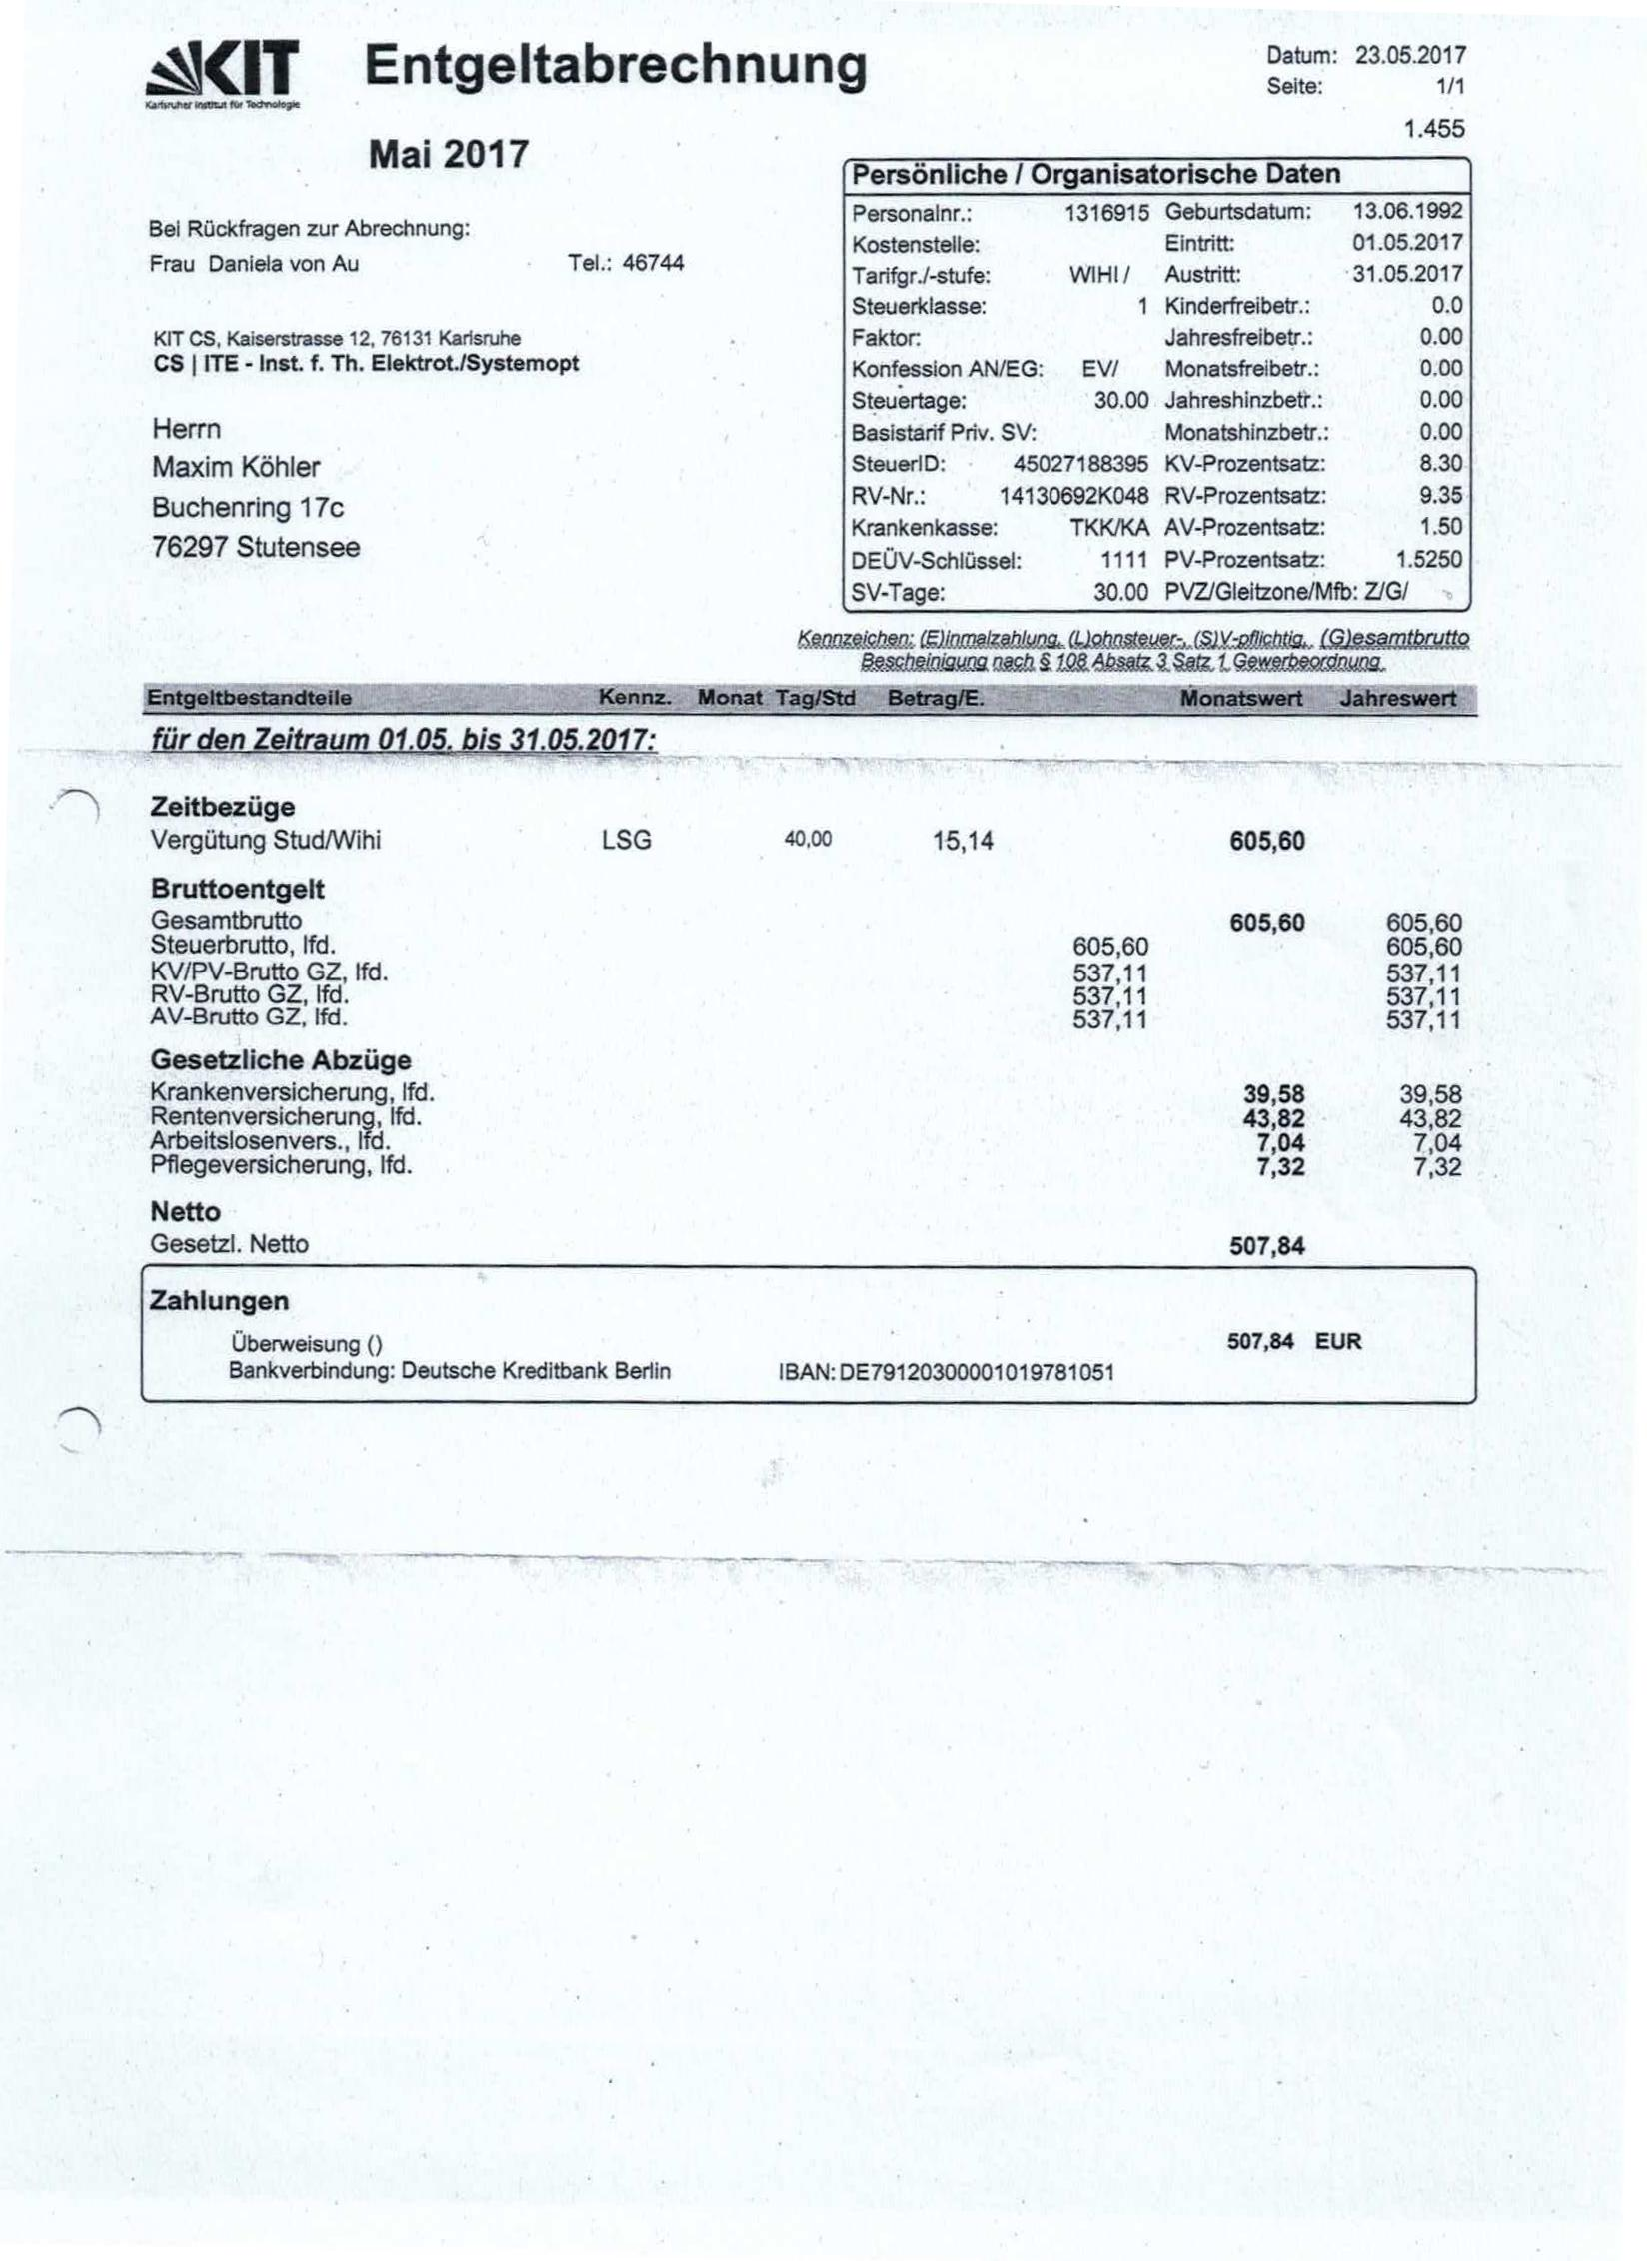 KIT Entgeltabrechnung Datum: 23.05.2017
Karlsruher Institut für Technologie Seite: 1/1
1.455
Mai 2017
Persönliche / Organisatorische Daten
Personalnr.: 1316915 Geburtsdatum: 13.06.1992
Bei Rückfragen zur Abrechnung:
Kostenstelle: Eintritt: 01.05.2017
Frau Daniela von Au Tel.: 46744
Tarifgr./-stufe: WIHI / Austritt: 31.05.2017
Steuerklasse: 1 Kinderfreibetr.: 0.0
KIT CS, Kaiserstrasse 12, 76131 Karlsruhe
Faktor: Jahresfreibetr.: 0.00
CS | ITE - Inst. f. Th. Elektrot./Systemopt
Konfession AN/EG: EV/ Monatsfreibetr.: 0.00
Steuertage: 30.00 Jahreshinzbetr.: 0.00
Herrn
Basistarif Priv. SV: Monatshinzbetr.: 0.00
Maxim Köhler
SteuerID: 45027188395 KV-Prozentsatz: 8.30
Buchenring 17c
RV-Nr.: 14130692K048 RV-Prozentsatz: 9.35
Krankenkasse: TKK/KA AV-Prozentsatz: 1.50
76297 Stutensee
DEÜV-Schlüssel: 1111 PV-Prozentsatz: 1.5250
SV-Tage: 30.00 PVZ/Gleitzone/Mfb: Z/G/
Kennzeichen: (E)inmalzahlung, (L)ohnsteuer-, (S)V-pflichtig, (G)esamtbrutto
Bescheinigung nach § 108 Absatz 3 Satz 1 Gewerbeordnung.
Entgeltbestandteile Kennz. Monat Tag/Std Betrag/E. Monatswert Jahreswert
für den Zeitraum 01.05. bis 31.05.2017:
Zeitbezüge
Vergütung Stud/Wihi LSG 40,00 15,14 605,60
Bruttoentgelt
Gesamtbrutto 605,60 605,60
Steuerbrutto, lfd. 605,60 605,60
KV/PV-Brutto GZ, lfd. 537,11 537,11
RV-Brutto GZ, lfd. 537,11 537,11
AV-Brutto GZ, lfd. 537,11 537,11
Gesetzliche Abzüge
Krankenversicherung, lfd. 39,58 39,58
Rentenversicherung, lfd. 43,82 43,82
Arbeitslosenvers., lfd. 7,04 7,04
Pflegeversicherung, lfd. 7,32 7,32
Netto
Gesetzl. Netto 507,84
Zahlungen
Überweisung () 507,84 EUR
Bankverbindung: Deutsche Kreditbank Berlin IBAN: DE79120300001019781051